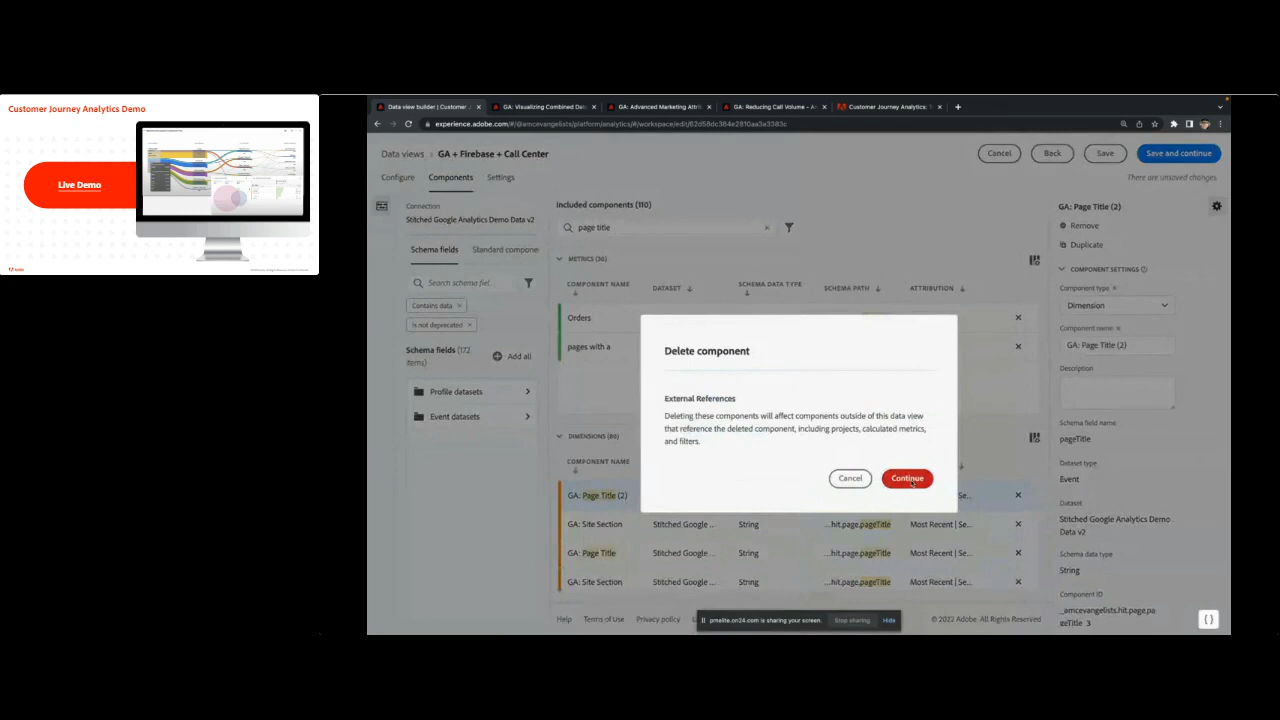 Customer Journey Analytics Demo
Live Demo
Adobe
Data view builder | Customer J
GA: Visualizing Combined Dat
GA: Advanced Marketing Attri
GA: Reducing Call Volume - A
Customer Journey Analytics: T
experience.adobe.com/#/@amcevangelists/platform/analytics/#/workspace/edit/62d58dc384e2810aa3a3383c
Data views > GA + Firebase + Call Center
Cancel
Back
Save
Save and continue
Configure
Components
Settings
There are unsaved changes
Connection
Stitched Google Analytics Demo Data v2
Schema fields
Standard compone
Search schema fiel...
Contains data
Is not deprecated
Schema fields (172
items)
Add all
Profile datasets
Event datasets
Included components (110)
page title
METRICS (30)
COMPONENT NAME
DATASET
SCHEMA DATA TYPE
SCHEMA PATH
ATTRIBUTION
Orders
pages with a
DIMENSIONS (80)
COMPONENT NAME
GA: Page Title (2)
Se...
GA: Site Section
Stitched Google ...
String
...hit.page.pageTitle
Most Recent | Se...
GA: Page Title
Stitched Google ...
String
...hit.page.pageTitle
Most Recent | Se...
GA: Site Section
Stitched Google ...
String
...hit.page.pageTitle
Most Recent | Se...
Delete component
External References
Deleting these components will affect components outside of this data view
that reference the deleted component, including projects, calculated metrics,
and filters.
Cancel
Continue
GA: Page Title (2)
Remove
Duplicate
COMPONENT SETTINGS
Component type
Dimension
Component name
GA: Page Title (2)
Description
Schema field name
pageTitle
Dataset type
Event
Dataset
Stitched Google Analytics Demo
Data v2
Schema data type
String
Component ID
_amcevangelists.hit.page.pa
geTitle_3
Help
Terms of Use
Privacy policy
pmelite.on24.com is sharing your screen.
Stop sharing
Hide
© 2022 Adobe. All Rights Reserved
{ }